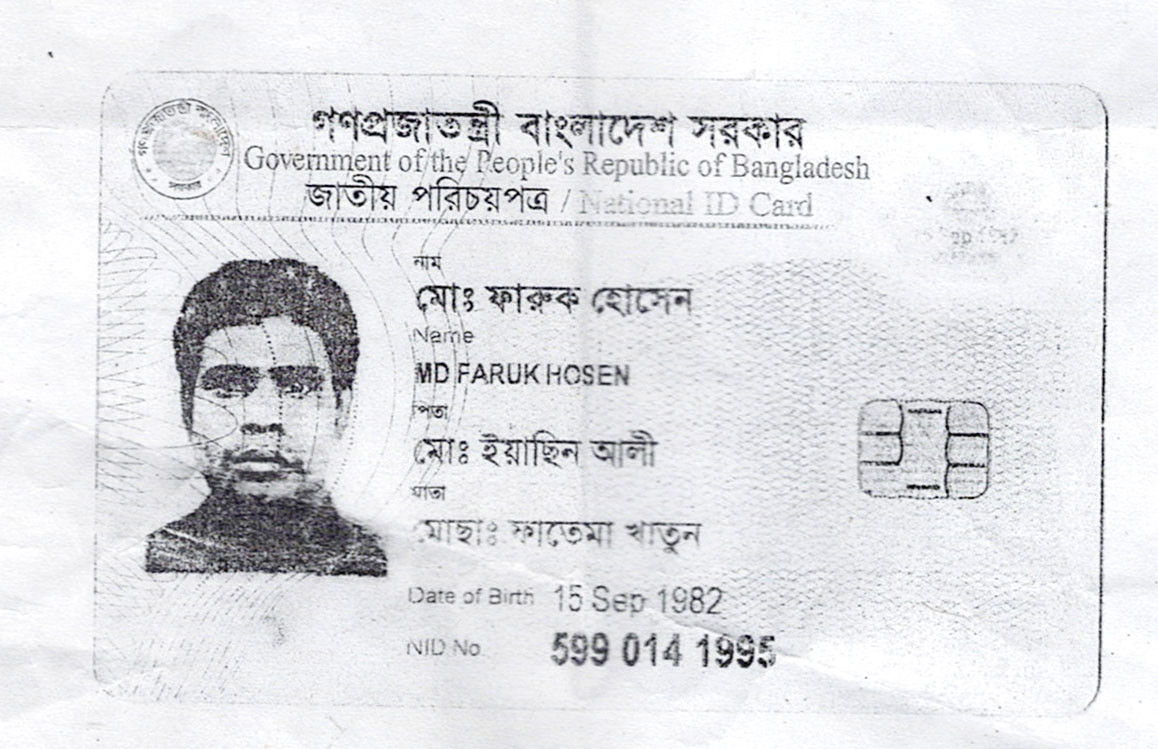 গণপ্রজাতন্ত্রী বাংলাদেশ সরকার
Government of the People's Republic of Bangladesh
জাতীয় পরিচয়পত্র / National ID Card
নাম
মোঃ ফারুক হোসেন
Name
MD FARUK HOSEN
পিতা
মোঃ ইয়াছিন আলী
মাতা
মোছাঃ ফাতেমা খাতুন
Date of Birth 15 Sep 1982
NID No. 599 014 1995